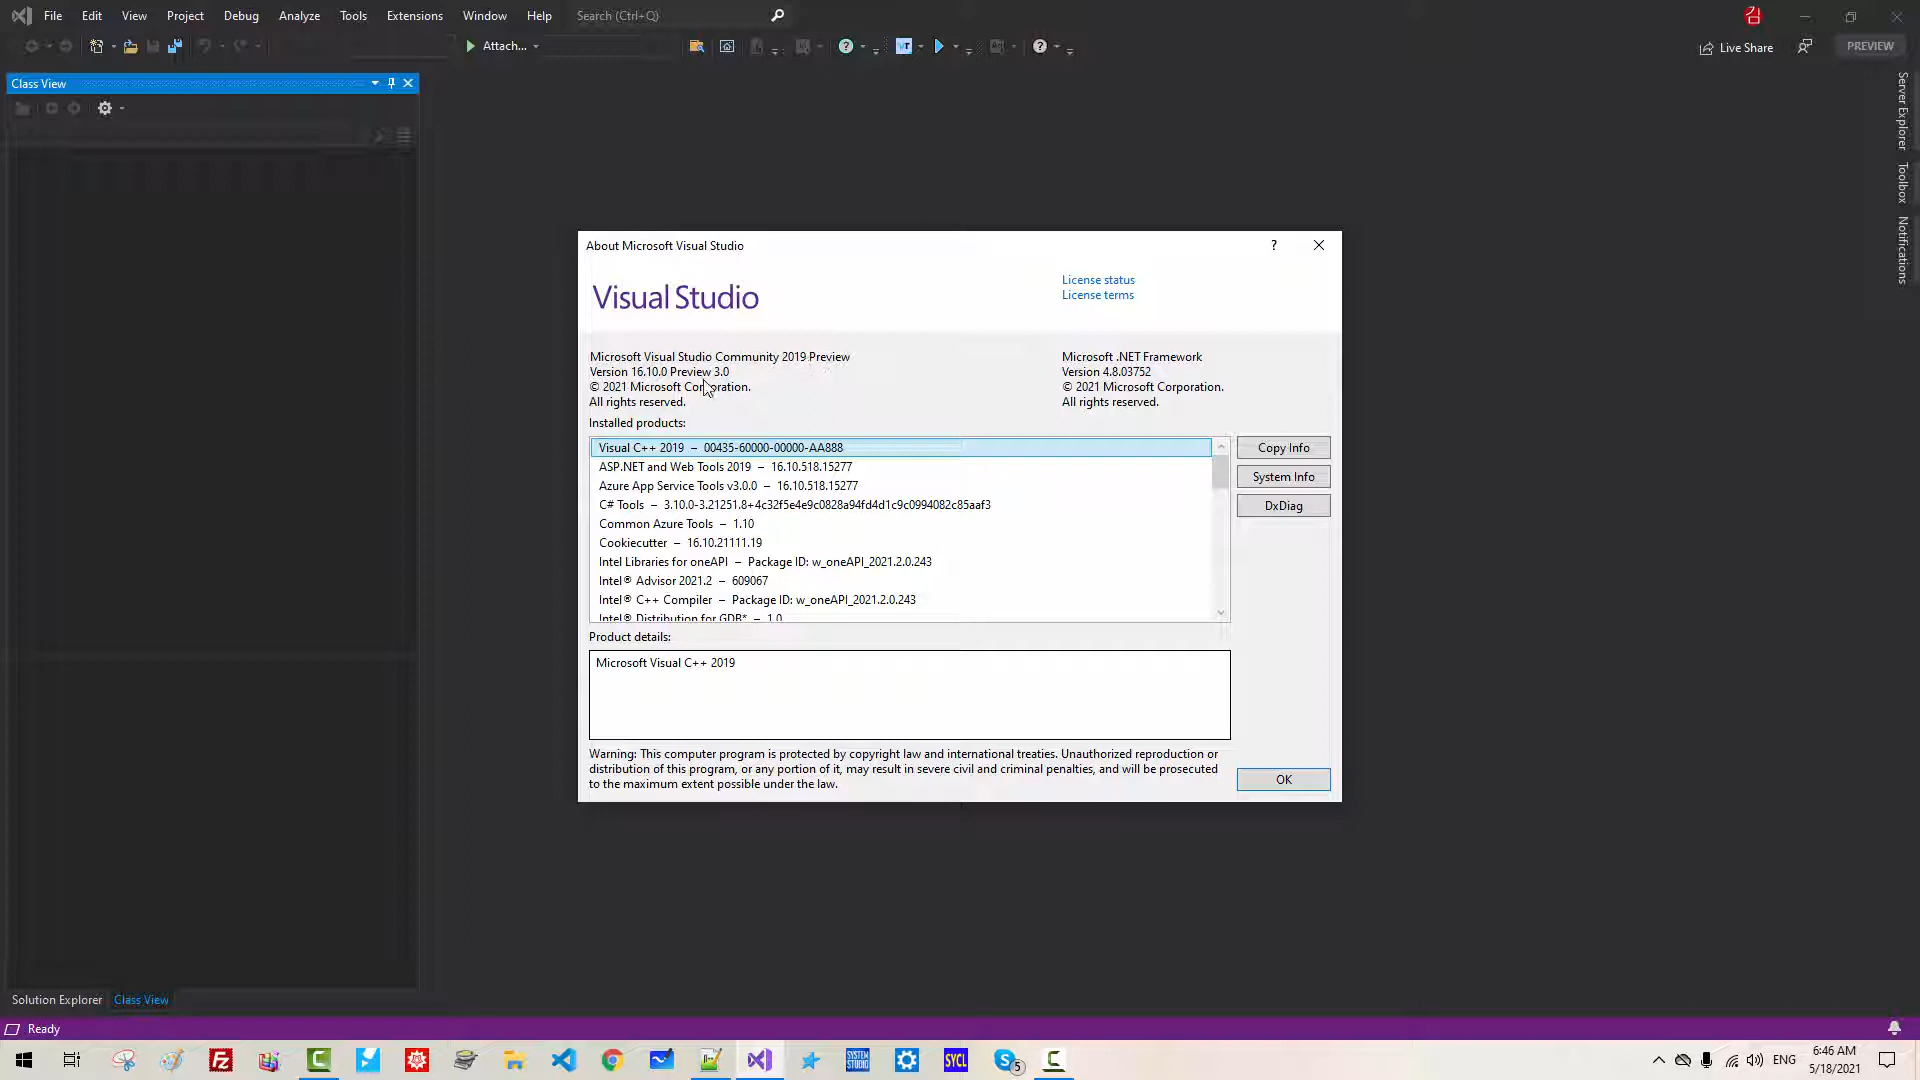 File Edit View Project Debug Analyze Tools Extensions Window Help Search (Ctrl+Q)
Attach... Live Share PREVIEW
Class View
Server Explorer
Toolbox
Notifications
About Microsoft Visual Studio ?
Visual Studio
License status
License terms
Microsoft Visual Studio Community 2019 Preview
Version 16.10.0 Preview 3.0
© 2021 Microsoft Corporation.
All rights reserved.
Microsoft .NET Framework
Version 4.8.03752
© 2021 Microsoft Corporation.
All rights reserved.
Installed products:
Visual C++ 2019 – 00435-60000-00000-AA888
ASP.NET and Web Tools 2019 – 16.10.518.15277
Azure App Service Tools v3.0.0 – 16.10.518.15277
C# Tools – 3.10.0-3.21251.8+4c32f5e4e9c0828a94fd4d1c9c0994082c85aaf3
Common Azure Tools – 1.10
Cookiecutter – 16.10.21111.19
Intel Libraries for oneAPI – Package ID: w_oneAPI_2021.2.0.243
Intel® Advisor 2021.2 – 609067
Intel® C++ Compiler – Package ID: w_oneAPI_2021.2.0.243
Intel® Distribution for GDB* – 1.0
Copy Info
System Info
DxDiag
Product details:
Microsoft Visual C++ 2019
Warning: This computer program is protected by copyright law and international treaties. Unauthorized reproduction or
distribution of this program, or any portion of it, may result in severe civil and criminal penalties, and will be prosecuted
to the maximum extent possible under the law.
OK
Solution Explorer Class View
Ready
SYSTEM STUDIO
SYCL
5
ENG
6:46 AM
5/18/2021